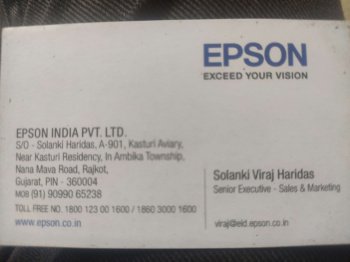 EPSON
EXCEED YOUR VISION
EPSON INDIA PVT. LTD.
S/O - Solanki Haridas, A-901, Kasturi Aviary,
Near Kasturi Residency, In Ambika Township,
Nana Mava Road, Rajkot,
Gujarat, PIN - 360004
MOB (91) 90990 65238
TOLL FREE NO. 1800 123 00 1600 / 1860 3000 1600
www.epson.co.in
Solanki Viraj Haridas
Senior Executive - Sales & Marketing
viraj@eid.epson.co.in